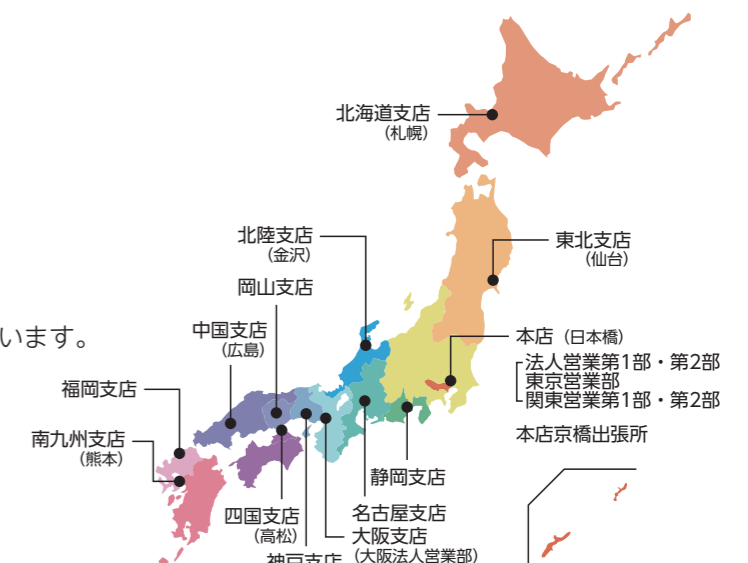 北海道支店
（札幌）
北陸支店
（金沢）
東北支店
（仙台）
岡山支店
います。
中国支店
（広島）
本店（日本橋）
法人営業第1部・第2部
東京営業部
関東営業第1部・第2部
本店京橋出張所
福岡支店
南九州支店
（熊本）
静岡支店
四国支店
（高松）
名古屋支店
大阪支店
（大阪法人営業部）
神戸支店